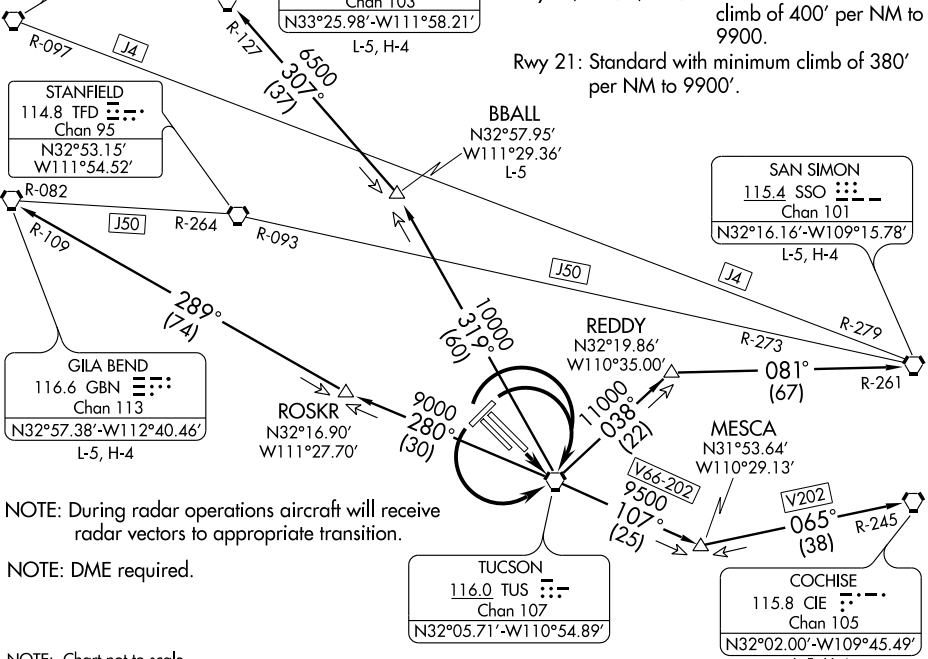 Chan 103
N33°25.98'-W111°58.21'
L-5, H-4
climb of 400' per NM to
9900.
Rwy 21: Standard with minimum climb of 380'
per NM to 9900'.
R-097
J4
R-127
6500
307°
(37)
STANFIELD
114.8 TFD
Chan 95
N32°53.15'
W111°54.52'
BBALL
N32°57.95'
W111°29.36'
L-5
SAN SIMON
115.4 SSO
Chan 101
N32°16.16'-W109°15.78'
L-5, H-4
R-082
J50
R-264
R-093
R-109
J50
J4
289°
(74)
10000
319°
(60)
REDDY
N32°19.86'
W110°35.00'
R-279
R-273
R-261
081°
(67)
GILA BEND
116.6 GBN
Chan 113
N32°57.38'-W112°40.46'
L-5, H-4
ROSKR
N32°16.90'
W111°27.70'
9000
280°
(30)
11000
038°
(22)
MESCA
N31°53.64'
W110°29.13'
V66-202
9500
107°
(25)
V202
065°
(38)
R-245
NOTE: During radar operations aircraft will receive
radar vectors to appropriate transition.
NOTE: DME required.
TUCSON
116.0 TUS
Chan 107
N32°05.71'-W110°54.89'
COCHISE
115.8 CIE
Chan 105
N32°02.00'-W109°45.49'
NOTE: Chart not to scale